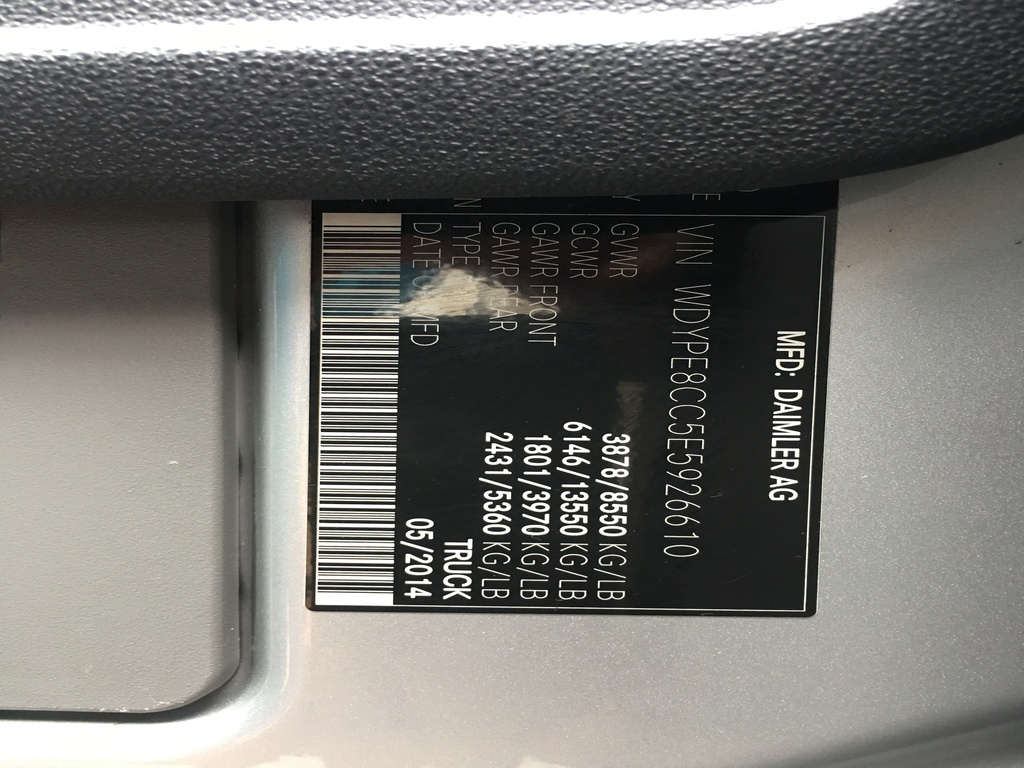 MFD: DAIMLER AG
VIN WDYPE8CC5E5926610
GVWR 3878/8550 KG/LB
GCWR 6146/13550 KG/LB
GAWR FRONT 1801/3970 KG/LB
GAWR REAR 2431/5360 KG/LB
TYPE TRUCK
DATE OF MFD 05/2014